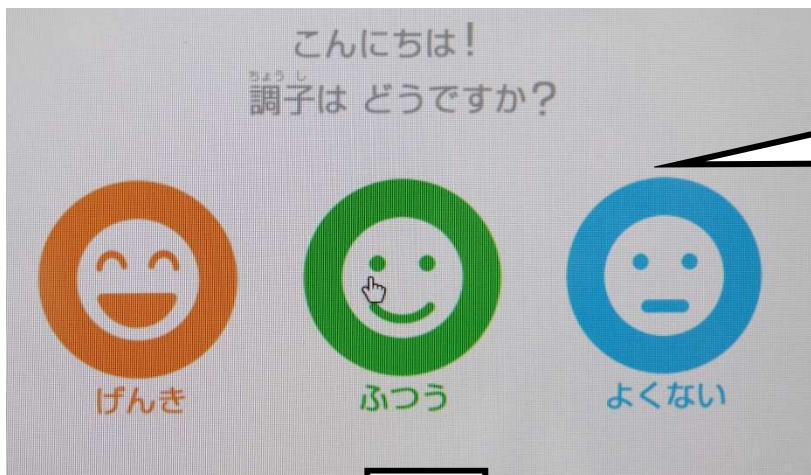 こんにちは！
ちょうし
調子は どうですか？
げんき
ふつう
よくない